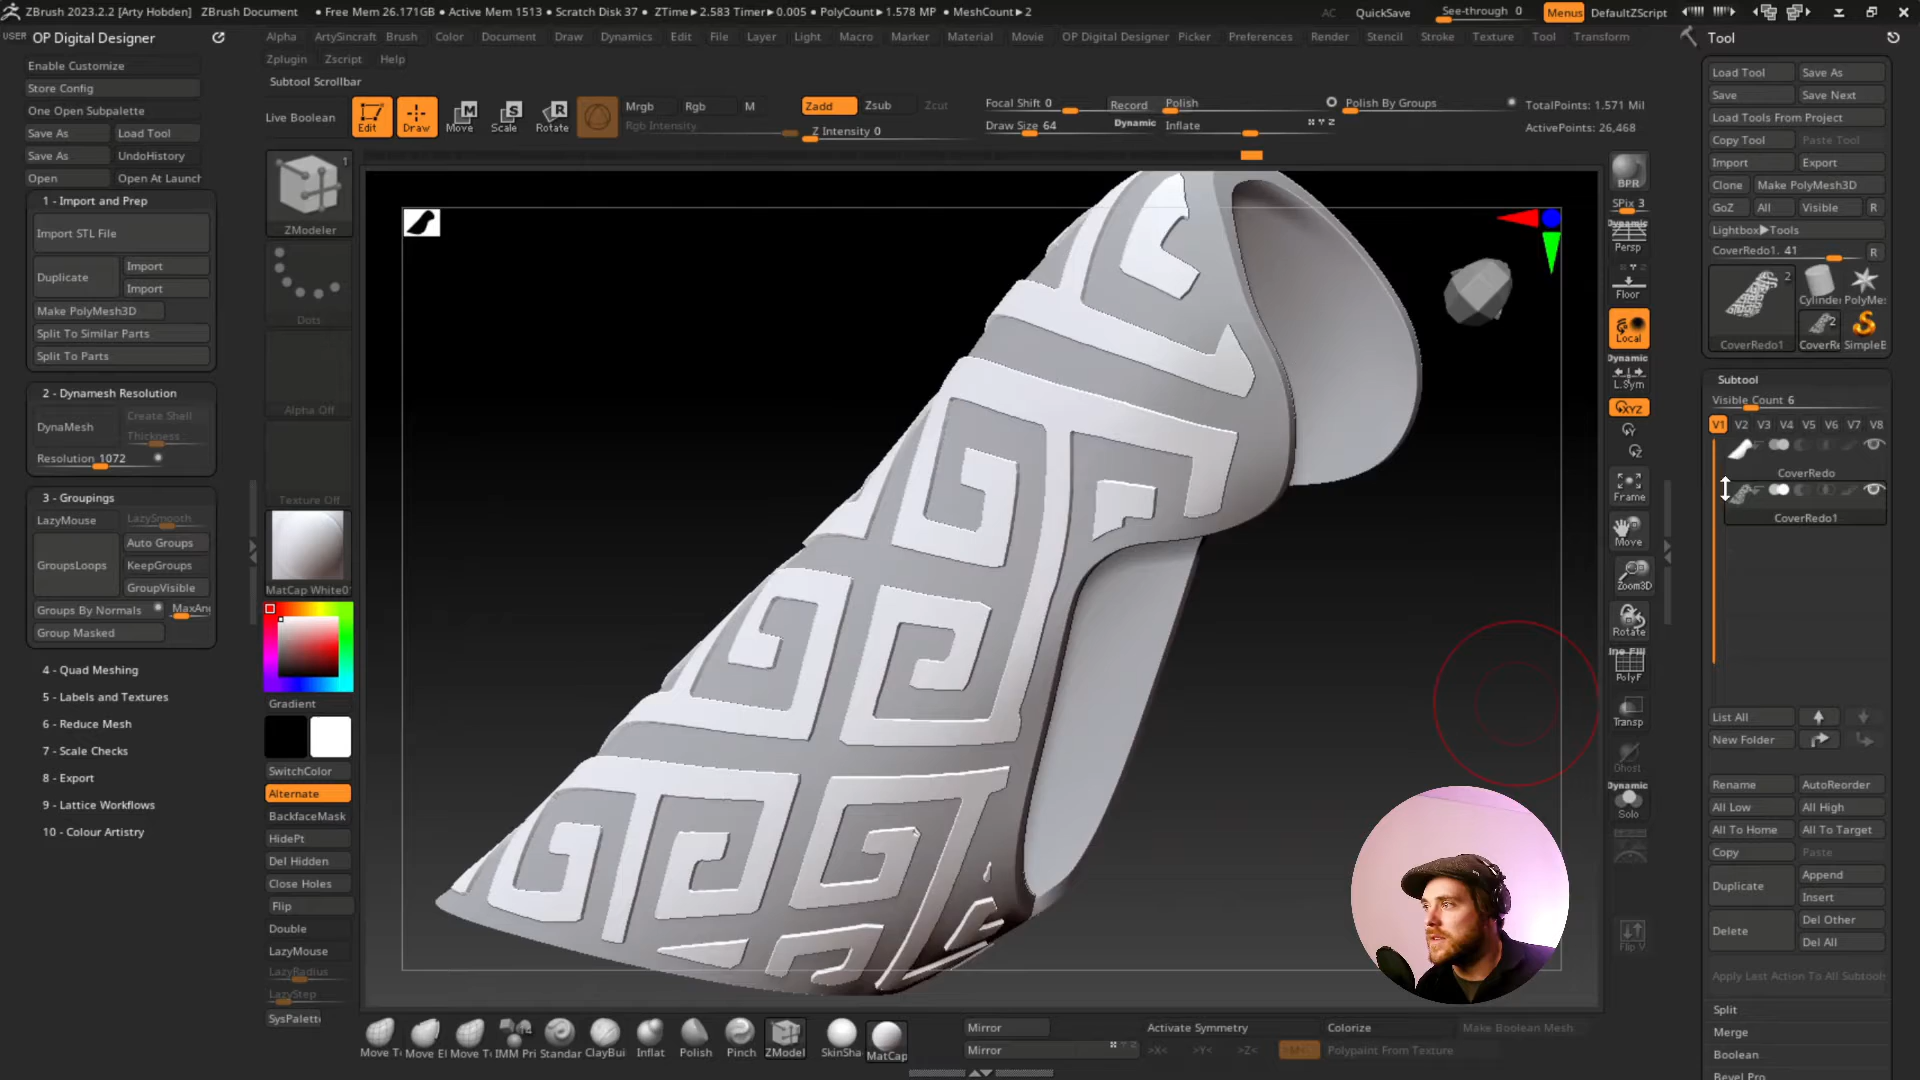 ZBrush 2023.2.2 [Arty Hobden] ZBrush Document • Free Mem 26.171GB • Active Mem 1513 • Scratch Disk 37 • ZTime▶2.583 Timer▶0.005 • PolyCount▶1.578 MP • MeshCount▶2 AC QuickSave See-through 0 Menus DefaultZScript
USER OP Digital Designer
Alpha ArtySincraft Brush Color Document Draw Dynamics Edit File Layer Light Macro Marker Material Movie OP Digital Designer Picker Preferences Render Stencil Stroke Texture Tool Transform
Zplugin Zscript Help
Subtool Scrollbar
Enable Customize
Store Config
One Open Subpalette
Save As Load Tool
Save As UndoHistory
Open Open At Launch
1 - Import and Prep
Import STL File
Duplicate Import
Import
Make PolyMesh3D
Split To Similar Parts
Split To Parts
2 - Dynamesh Resolution
DynaMesh Create Shell
Thickness
Resolution 1072
3 - Groupings
LazyMouse LazySmooth
GroupsLoops Auto Groups
KeepGroups
GroupVisible
Groups By Normals MaxAng
Group Masked
4 - Quad Meshing
5 - Labels and Textures
6 - Reduce Mesh
7 - Scale Checks
8 - Export
9 - Lattice Workflows
10 - Colour Artistry
Live Boolean Edit Draw Move Scale Rotate
Mrgb Rgb M
Rgb Intensity
Zadd Zsub Zcut
Z Intensity 0
Focal Shift 0
Draw Size 64
Record
Dynamic
Polish
Inflate
Polish By Groups
TotalPoints: 1.571 Mil
ActivePoints: 26,468
1
ZModeler
Dots
Alpha Off
Texture Off
MatCap White0
Gradient
SwitchColor
Alternate
BackfaceMask
HidePt
Del Hidden
Close Holes
Flip
Double
LazyMouse
LazyRadius
LazyStep
SysPalette
BPR
SPix 3
Dynamic
Persp
Floor
Local
Dynamic
L.Sym
XYZ
Frame
Move
Zoom3D
Rotate
PolyF
Transp
Ghost
Dynamic
Solo
Flip V
Tool
Load Tool Save As
Save Save Next
Load Tools From Project
Copy Tool Paste Tool
Import Export
Clone Make PolyMesh3D
GoZ All Visible R
Lightbox▶Tools
CoverRedo1. 41 R
2
Cylinde PolyMe:
2
CoverRedo1 CoverRe SimpleB
Subtool
Visible Count 6
V1 V2 V3 V4 V5 V6 V7 V8
CoverRedo
CoverRedo1
List All
New Folder
Rename AutoReorder
All Low All High
All To Home All To Target
Copy Paste
Duplicate Append
Insert
Delete Del Other
Del All
Apply Last Action To All Subtools
Split
Merge
Boolean
Bevel Pro
Move To Move El Move To IMM Pri Standar ClayBui Inflat Polish Pinch ZModel SkinSha MatCap
Mirror
Mirror
Activate Symmetry
>X< >Y< >Z< >M<
Colorize
Polypaint From Texture
Make Boolean Mesh